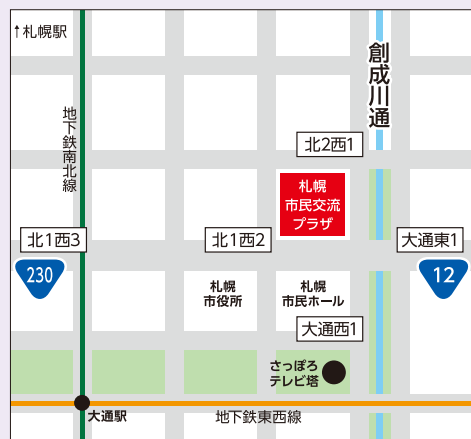 ↑札幌駅
創成川通
地下鉄南北線
北2西1
札幌
市民交流
プラザ
北1西3
北1西2
大通東1
230
12
札幌
市役所
札幌
市民ホール
大通西1
さっぽろ
テレビ塔
大通駅
地下鉄東西線